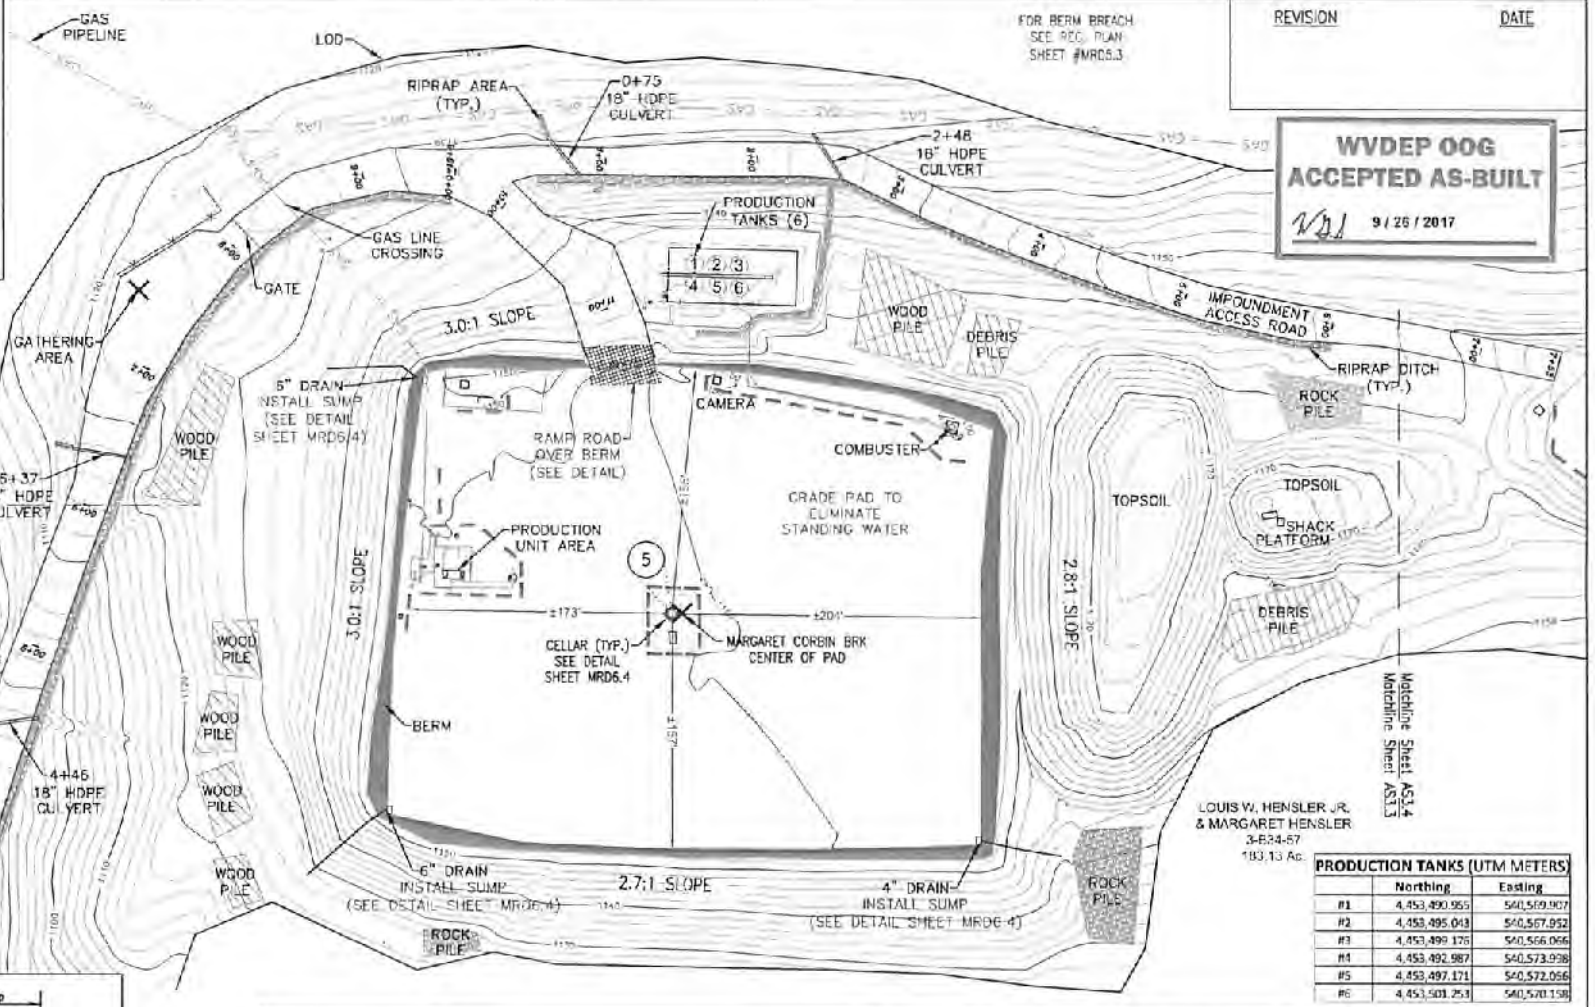 GAS
PIPELINE
LOD
FOR BERM BREACH
SEE REC. PLAN
SHEET #MRD5.3
REVISION DATE
WVDEP OOG
ACCEPTED AS-BUILT
9 / 26 / 2017
RIPRAP AREA
(TYP.)
0+75
18" HDPE
CULVERT
2+48
18" HDPE
CULVERT
PRODUCTION
TANKS (6)
1 2 3
4 5 6
GAS LINE
CROSSING
GATE
GATHERING
AREA
3.0:1 SLOPE
WOOD
PILE
DEBRIS
PILE
IMPOUNDMENT
ACCESS ROAD
RIPRAP DITCH
(TYP.)
ROCK
PILE
6" DRAIN
INSTALL SUMP
(SEE DETAIL
SHEET MRD6.4)
CAMERA
COMBUSTER
RAMP ROAD
OVER BERM
(SEE DETAIL)
WOOD
PILE
GRADE PAD TO
ELIMINATE
STANDING WATER
TOPSOIL
TOPSOIL
SHACK
PLATFORM
PRODUCTION
UNIT AREA
5
3.0:1 SLOPE
2.8:1 SLOPE
±173'
±204'
±157'
CELLAR (TYP.)
SEE DETAIL
SHEET MRD6.4
MARGARET CORBIN BRK
CENTER OF PAD
DEBRIS
PILE
WOOD
PILE
WOOD
PILE
WOOD
PILE
WOOD
PILE
BERM
4+46
18" HDPE
CULVERT
Matchline Sheet AS3.4
Matchline Sheet AS3.3
LOUIS W. HENSLER JR.
& MARGARET HENSLER
3-B34-57
183.13 Ac.
6" DRAIN
INSTALL SUMP
(SEE DETAIL SHEET MRD6.4)
2.7:1 SLOPE
4" DRAIN
INSTALL SUMP
(SEE DETAIL SHEET MRD6.4)
ROCK
PILE
ROCK
PILE
PRODUCTION TANKS (UTM METERS)
Northing Easting
#1 4,453,490.955 540,569.907
#2 4,453,495.043 540,567.952
#3 4,453,499.176 540,566.066
#4 4,453,492.987 540,573.998
#5 4,453,497.171 540,572.056
#6 4,453,501.253 540,570.158